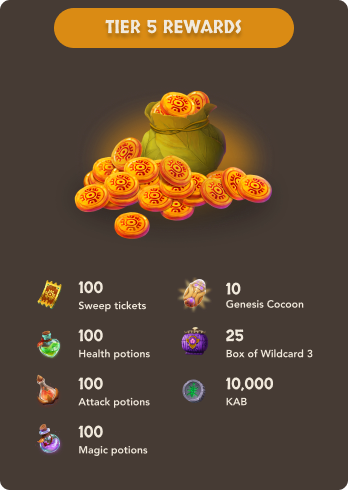 TIER 5 REWARDS
100
Sweep tickets
10
Genesis Cocoon
100
Health potions
25
Box of Wildcard 3
100
Attack potions
10,000
KAB
100
Magic potions